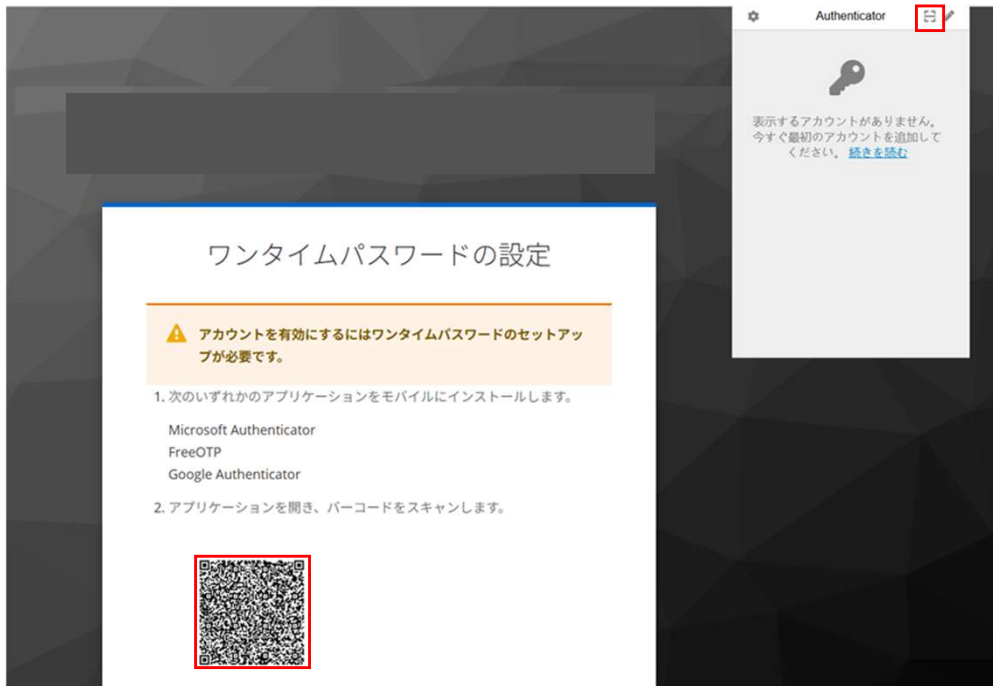 Authenticator
表示するアカウントがありません。
今すぐ最初のアカウントを追加して
ください。 続きを読む
ワンタイムパスワードの設定
アカウントを有効にするにはワンタイムパスワードのセットアッ
プが必要です。
1. 次のいずれかのアプリケーションをモバイルにインストールします。
Microsoft Authenticator
FreeOTP
Google Authenticator
2. アプリケーションを開き、バーコードをスキャンします。